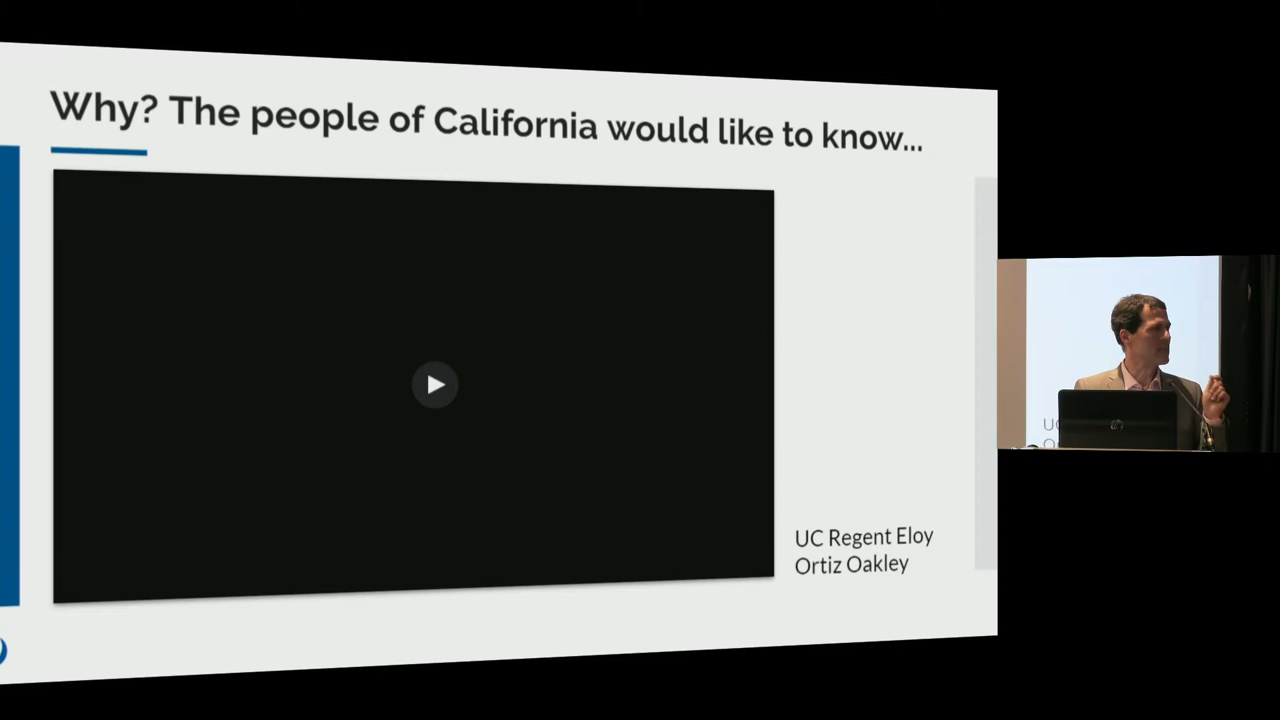 Why? The people of California would like to know...
UC Regent Eloy
Ortiz Oakley